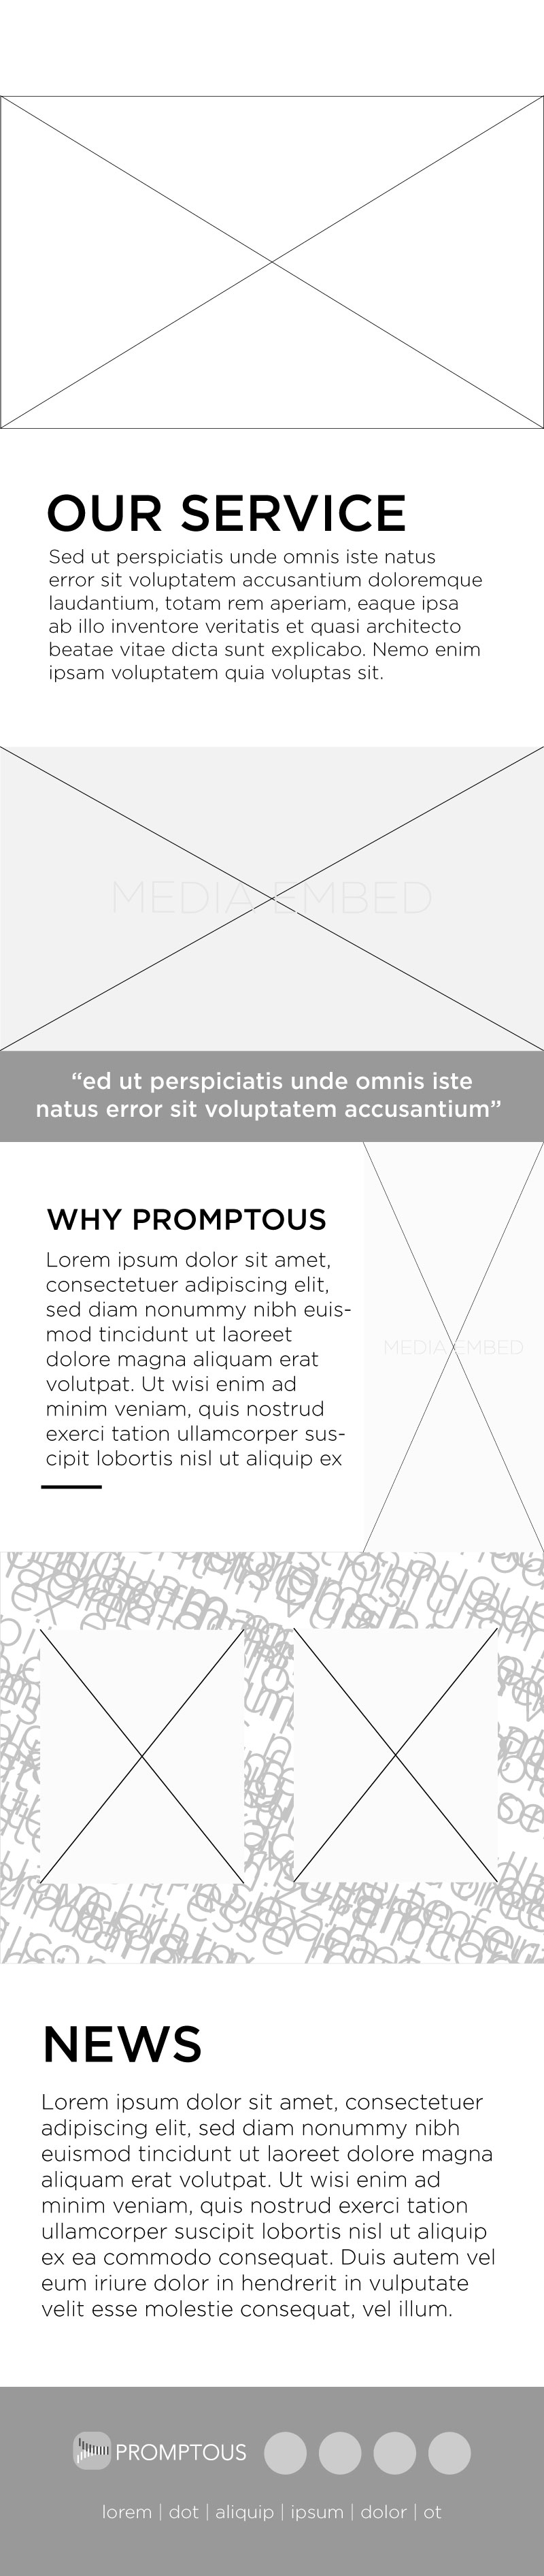 OUR SERVICE
Sed ut perspiciatis unde omnis iste natus
error sit voluptatem accusantium doloremque
laudantium, totam rem aperiam, eaque ipsa
ab illo inventore veritatis et quasi architecto
beatae vitae dicta sunt explicabo. Nemo enim
ipsam voluptatem quia voluptas sit.
MEDIA EMBED
“ed ut perspiciatis unde omnis iste
natus error sit voluptatem accusantium”
WHY PROMPTOUS
Lorem ipsum dolor sit amet,
consectetuer adipiscing elit,
sed diam nonummy nibh euis-
mod tincidunt ut laoreet
dolore magna aliquam erat
volutpat. Ut wisi enim ad
minim veniam, quis nostrud
exerci tation ullamcorper sus-
cipit lobortis nisl ut aliquip ex
MEDIA EMBED
NEWS
Lorem ipsum dolor sit amet, consectetuer
adipiscing elit, sed diam nonummy nibh
euismod tincidunt ut laoreet dolore magna
aliquam erat volutpat. Ut wisi enim ad
minim veniam, quis nostrud exerci tation
ullamcorper suscipit lobortis nisl ut aliquip
ex ea commodo consequat. Duis autem vel
eum iriure dolor in hendrerit in vulputate
velit esse molestie consequat, vel illum.
PROMPTOUS
lorem | dot | aliquip | ipsum | dolor | ot